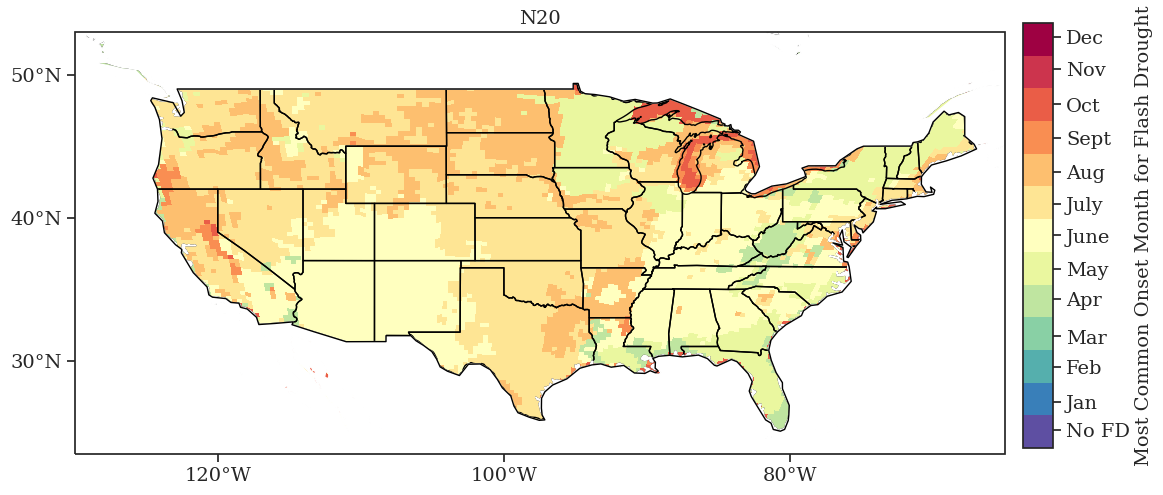 N20
50°N
40°N
30°N
120°W
100°W
80°W
Dec
Nov
Oct
Sept
Aug
July
June
May
Apr
Mar
Feb
Jan
No FD
Most Common Onset Month for Flash Drought